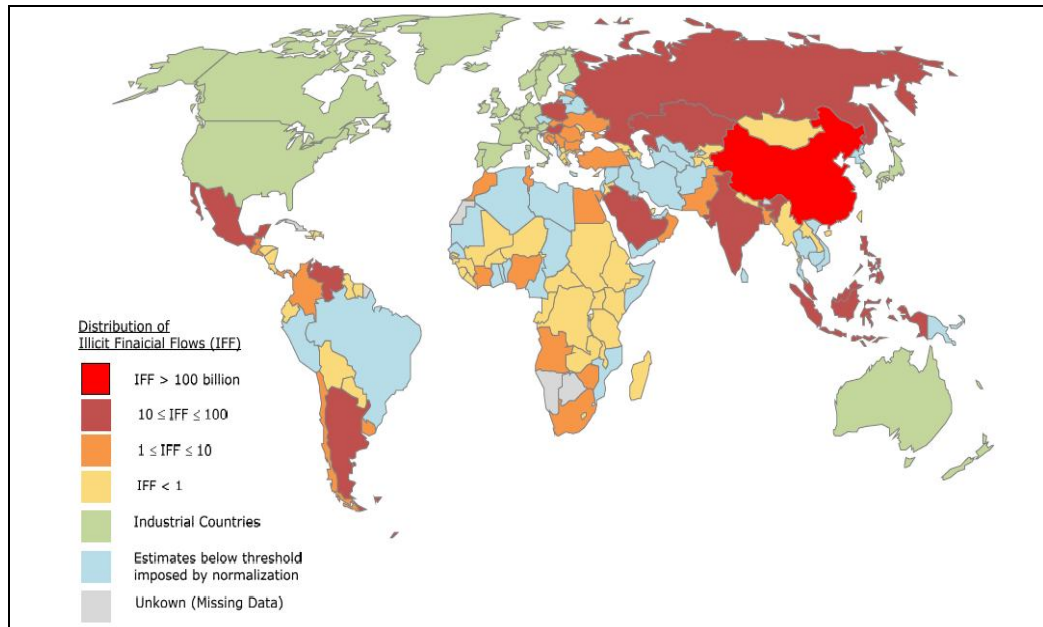 Distribution of
Illicit Finaicial Flows (IFF)
IFF > 100 billion
10 ≤ IFF ≤ 100
1 ≤ IFF ≤ 10
IFF < 1
Industrial Countries
Estimates below threshold
imposed by normalization
Unkown (Missing Data)